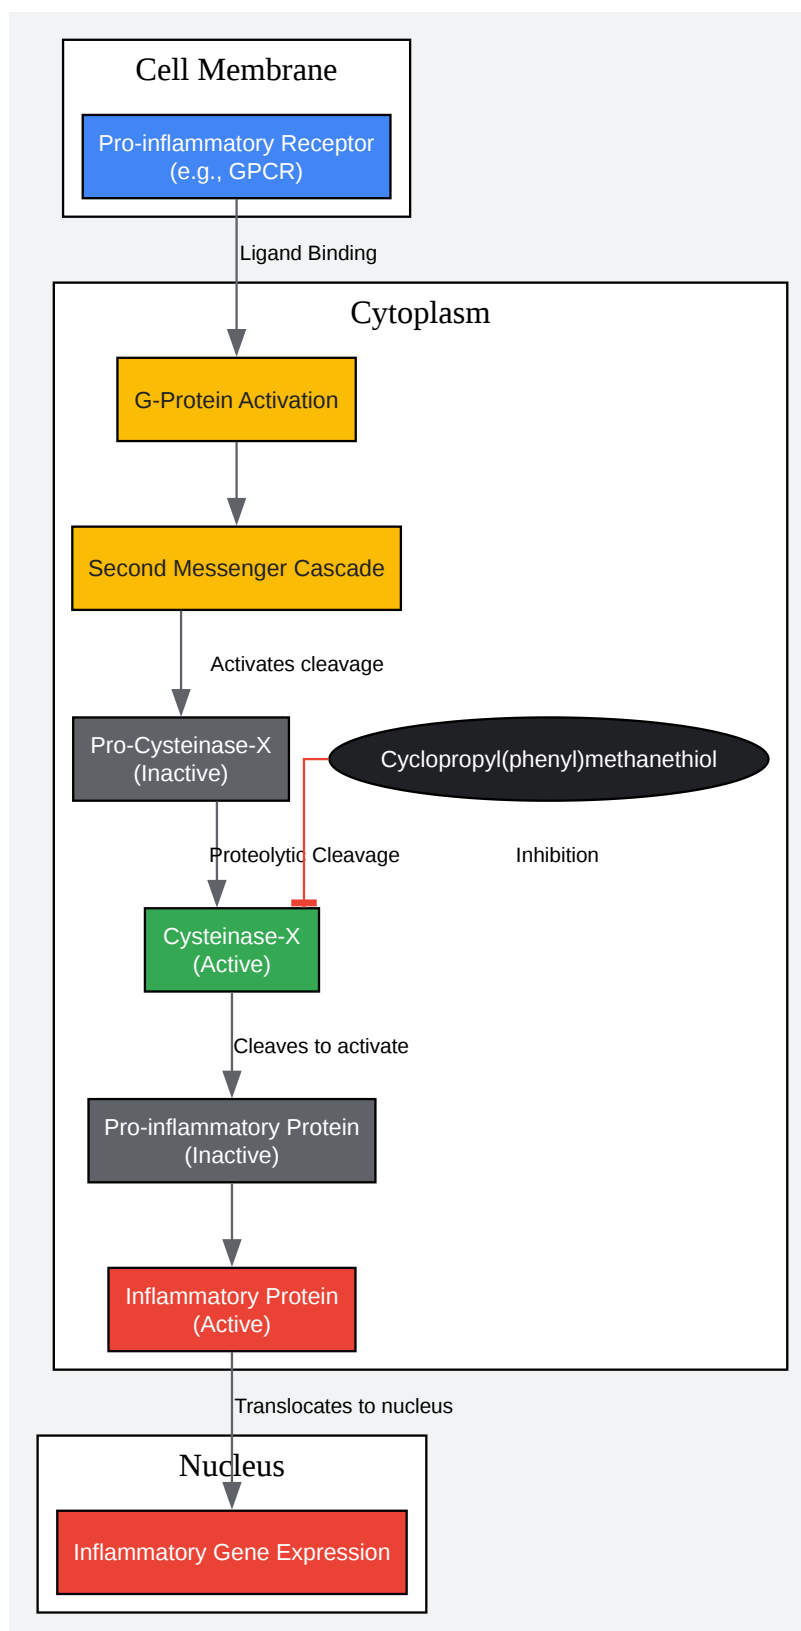 Cell Membrane
Pro-inflammatory Receptor
(e.g., GPCR)
Ligand Binding
Cytoplasm
G-Protein Activation
Second Messenger Cascade
Activates cleavage
Pro-Cysteinase-X
(Inactive)
Cyclopropyl(phenyl)methanethiol
Proteolytic Cleavage
Inhibition
Cysteinase-X
(Active)
Cleaves to activate
Pro-inflammatory Protein
(Inactive)
Inflammatory Protein
(Active)
Translocates to nucleus
Nucleus
Inflammatory Gene Expression